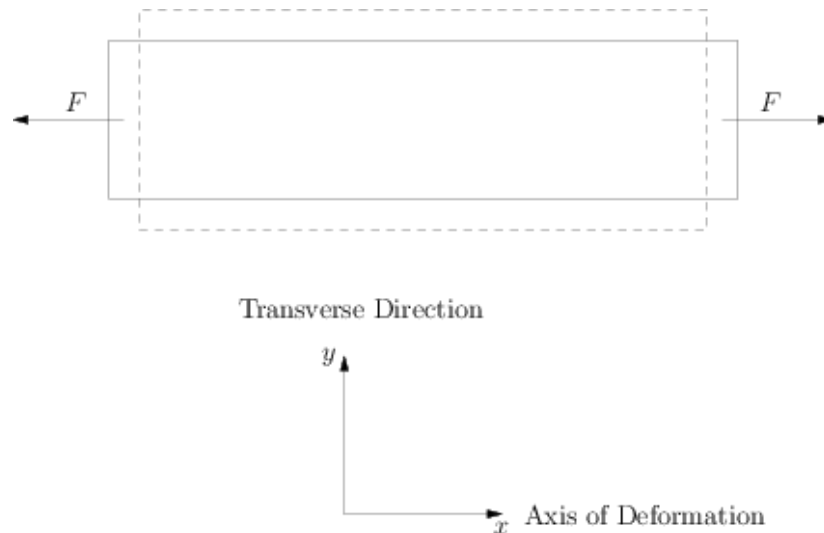 F F
Transverse Direction
y
x Axis of Deformation